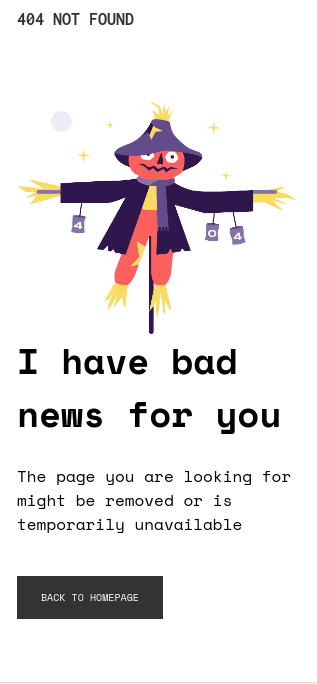 404 NOT FOUND
4
0
4
I have bad
news for you
The page you are looking for
might be removed or is
temporarily unavailable
BACK TO HOMEPAGE